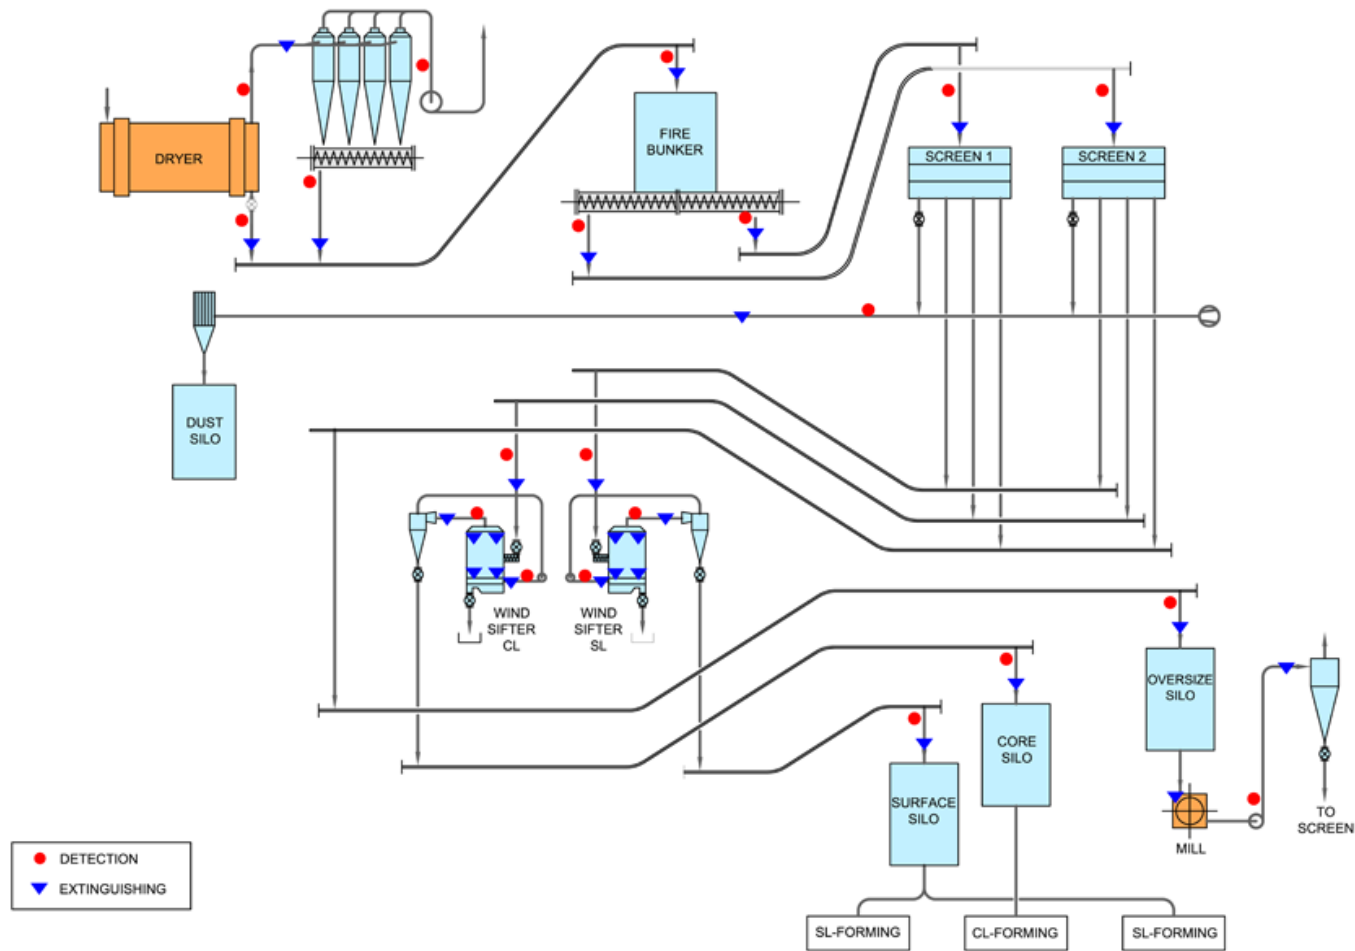 DRYER
FIRE
BUNKER
SCREEN 1
SCREEN 2
DUST
SILO
WIND
SIFTER
CL
WIND
SIFTER
SL
OVERSIZE
SILO
CORE
SILO
SURFACE
SILO
MILL
TO
SCREEN
DETECTION
EXTINGUISHING
SL-FORMING
CL-FORMING
SL-FORMING